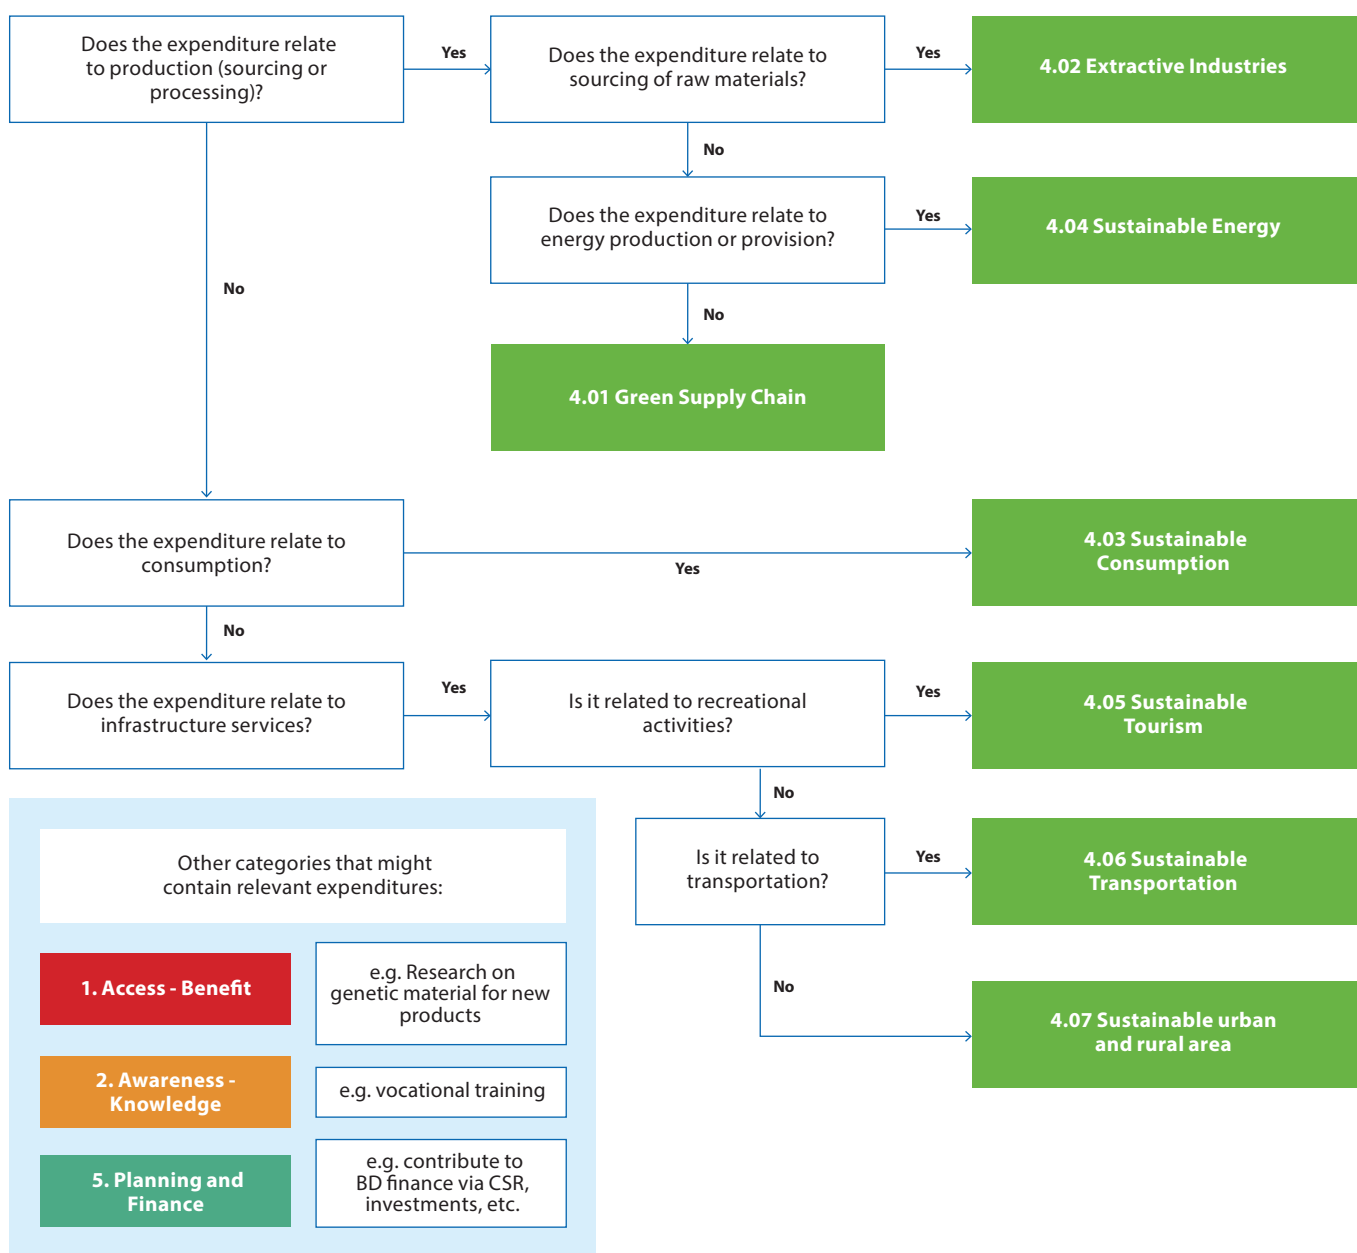 Does the expenditure relate
to production (sourcing or
processing)?
Yes
Does the expenditure relate to
sourcing of raw materials?
Yes
4.02 Extractive Industries
No
Does the expenditure relate to
energy production or provision?
Yes
4.04 Sustainable Energy
No
No
4.01 Green Supply Chain
Does the expenditure relate to
consumption?
Yes
4.03 Sustainable
Consumption
No
Does the expenditure relate to
infrastructure services?
Yes
Is it related to recreational
activities?
Yes
4.05 Sustainable
Tourism
No
Is it related to
transportation?
Yes
4.06 Sustainable
Transportation
No
4.07 Sustainable urban
and rural area
Other categories that might
contain relevant expenditures:
1. Access - Benefit
e.g. Research on
genetic material for new
products
2. Awareness -
Knowledge
e.g. vocational training
5. Planning and
Finance
e.g. contribute to
BD finance via CSR,
investments, etc.